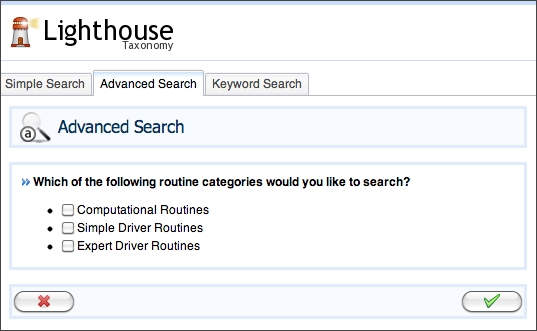 Lighthouse
Taxonomy
Simple Search
Advanced Search
Keyword Search
a
Advanced Search
Which of the following routine categories would you like to search?
Computational Routines
Simple Driver Routines
Expert Driver Routines